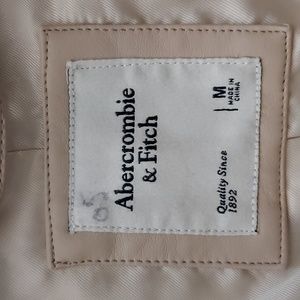 Abercrombie
& Fitch
Quality Since
1892
M
MADE IN
CHINA